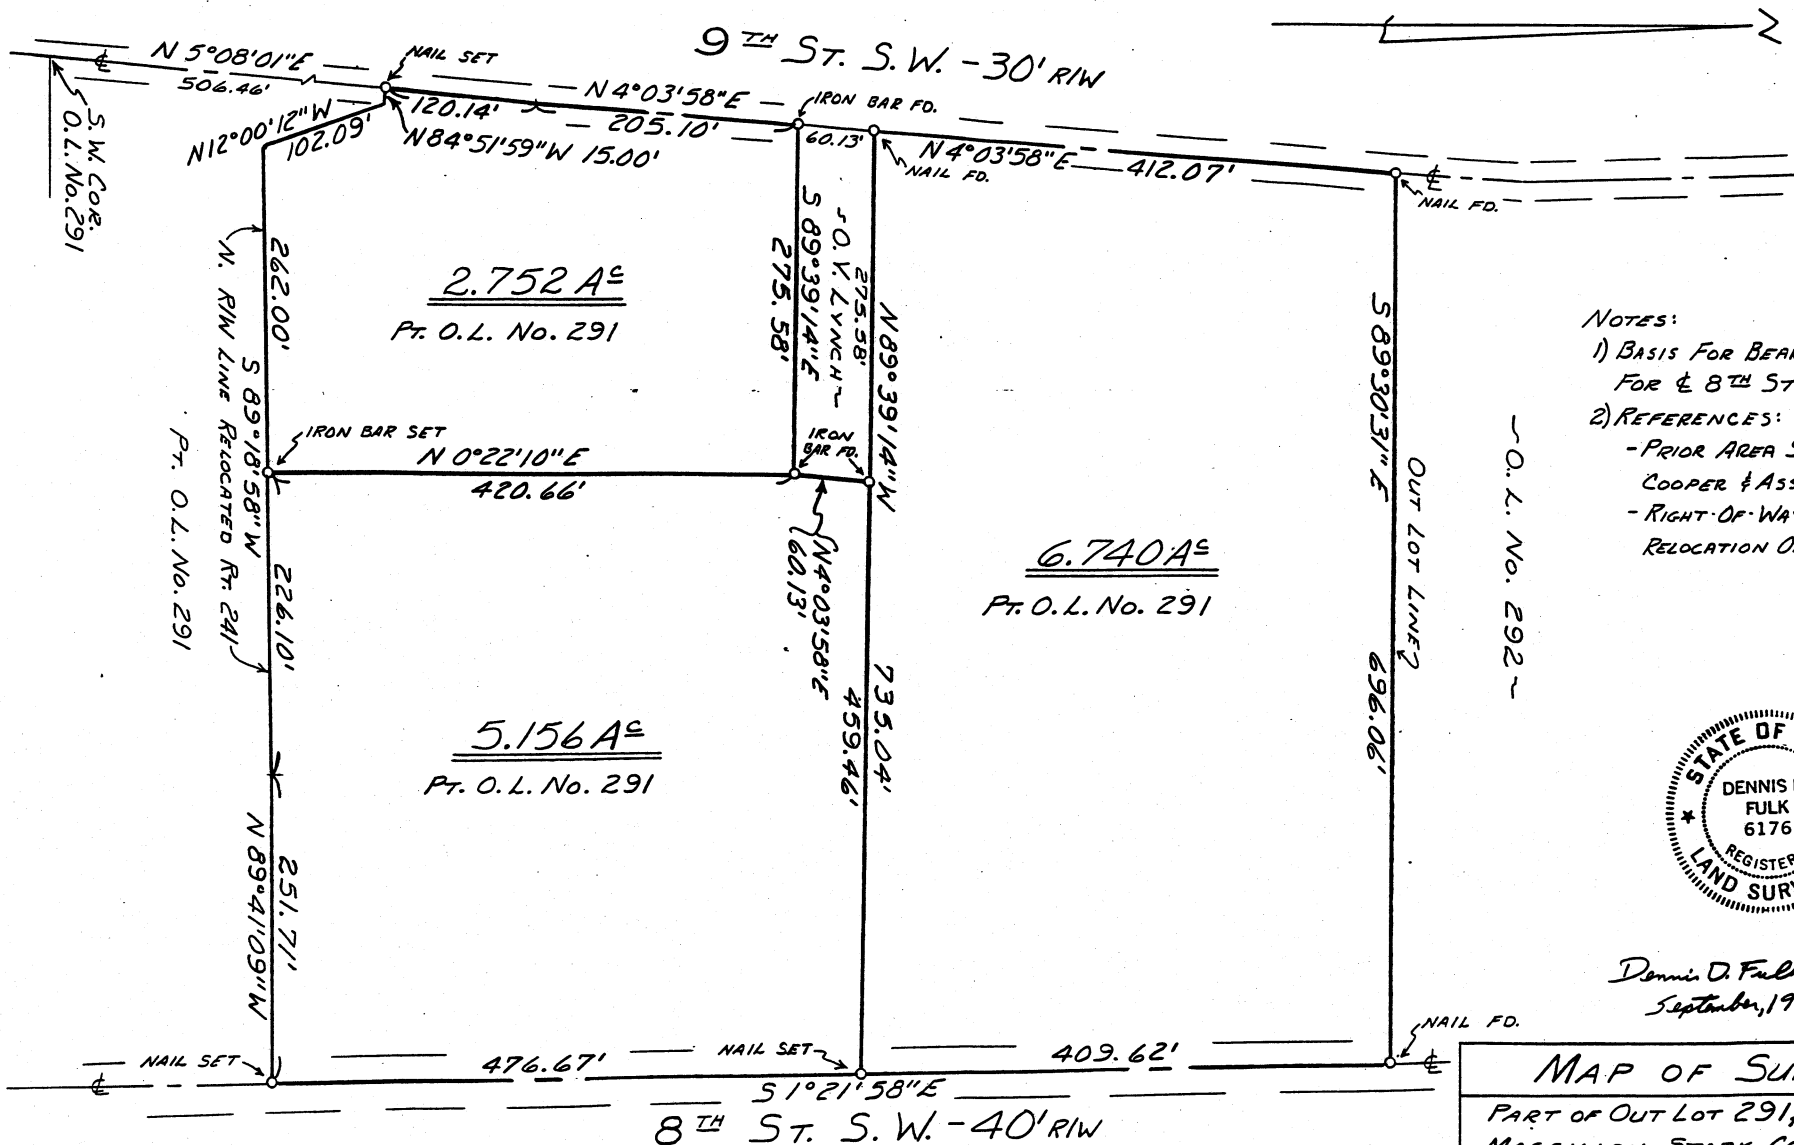 9TH ST. S.W. - 30' R/W
N 5°08'01"E
506.46'
NAIL SET
N 4°03'58"E
120.14'
205.10'
IRON BAR FD.
60.13'
NAIL FD.
N 4°03'58"E
412.07'
NAIL FD.
℄
℄
S.W. COR.
O.L. No. 291
N12°00'12"W
102.09'
N84°51'59"W 15.00'
262.00'
N. R/W LINE RELOCATED RT. 241
S 89°18'58"W
PT. O.L. No. 291
226.10'
2.752 Ac
PT. O.L. No. 291
275.58'
S 89°39'14"E
~O.V. LYNCH~
275.58'
N 89°39'14"W
S 89°30'31"E
696.06'
OUT LOT LINE
~O. L. No. 292~
NOTES:
1) BASIS FOR
FOR ℄ 8TH
2) REFERENCES:
- PRIOR AREA
COOPER &
- RIGHT-OF-
RELOCATION
IRON BAR SET
N 0°22'10"E
420.66'
IRON
BAR FD.
N4°03'58"E
60.13'
6.740 Ac
PT. O.L. No. 291
735.04'
459.46'
5.156 Ac
PT. O.L. No. 291
251.71'
N 89°41'09"W
STATE OF
DENNIS
FULK
6176
REGISTER
LAND SUR
Dennis D. Ful
September, 19
NAIL SET
476.67'
NAIL SET
409.62'
NAIL FD.
℄
℄
S 1°21'58"E
8TH ST. S.W. - 40' R/W
MAP OF SU
PART OF OUT LOT 291,